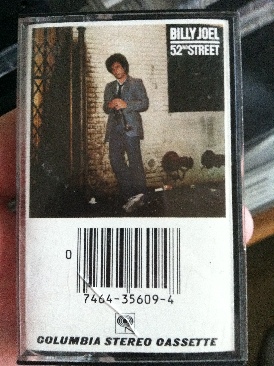 BILLY JOEL
52ND STREET
0
7464-35609-4
COLUMBIA STEREO CASSETTE